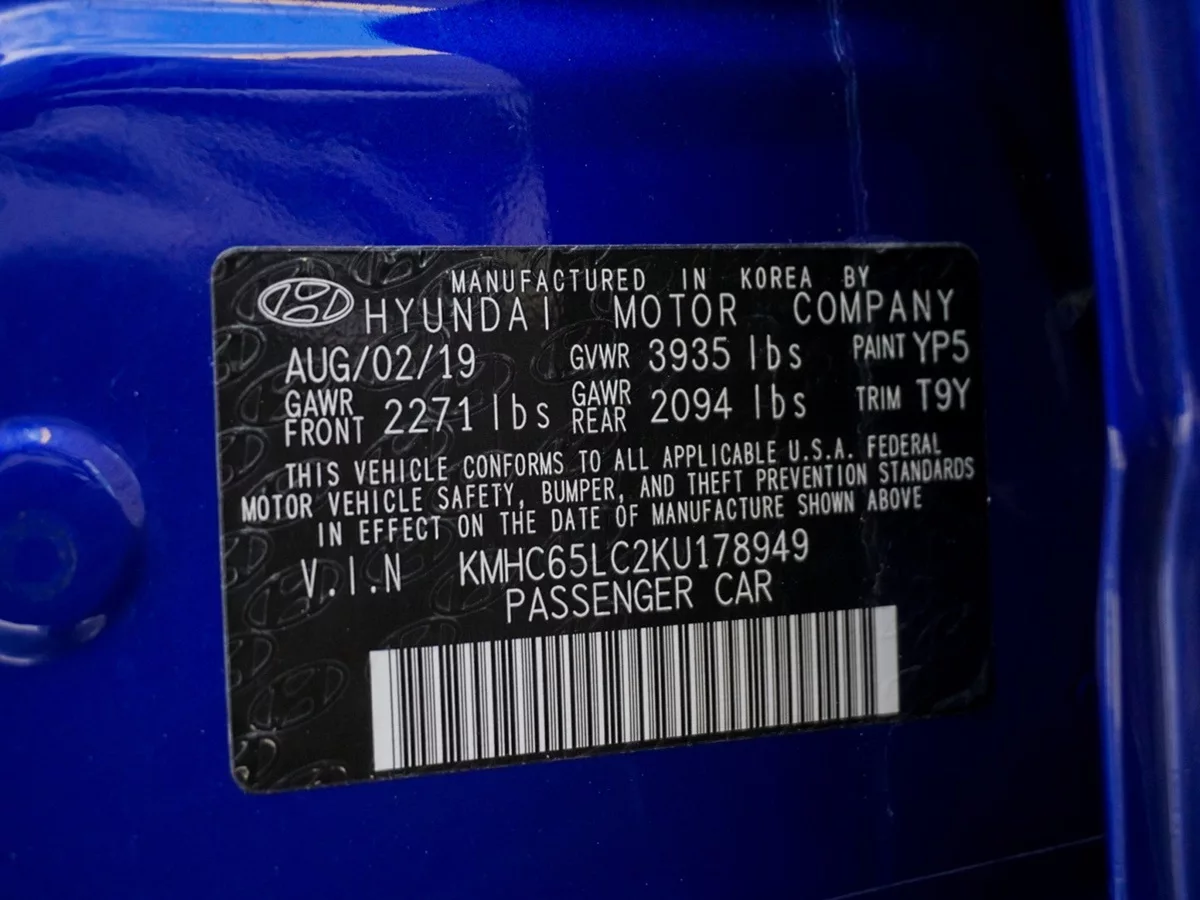 MANUFACTURED IN KOREA BY
HYUNDAI MOTOR COMPANY
AUG/02/19 GVWR 3935 lbs PAINT YP5
GAWR FRONT 2271 lbs GAWR REAR 2094 lbs TRIM T9Y
THIS VEHICLE CONFORMS TO ALL APPLICABLE U.S.A. FEDERAL
MOTOR VEHICLE SAFETY, BUMPER, AND THEFT PREVENTION STANDARDS
IN EFFECT ON THE DATE OF MANUFACTURE SHOWN ABOVE
V.I.N KMHC65LC2KU178949
PASSENGER CAR